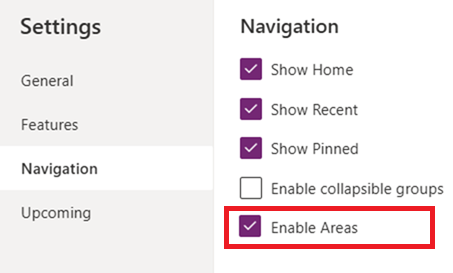 Settings
General
Features
Navigation
Upcoming
Navigation
Show Home
Show Recent
Show Pinned
Enable collapsible groups
Enable Areas